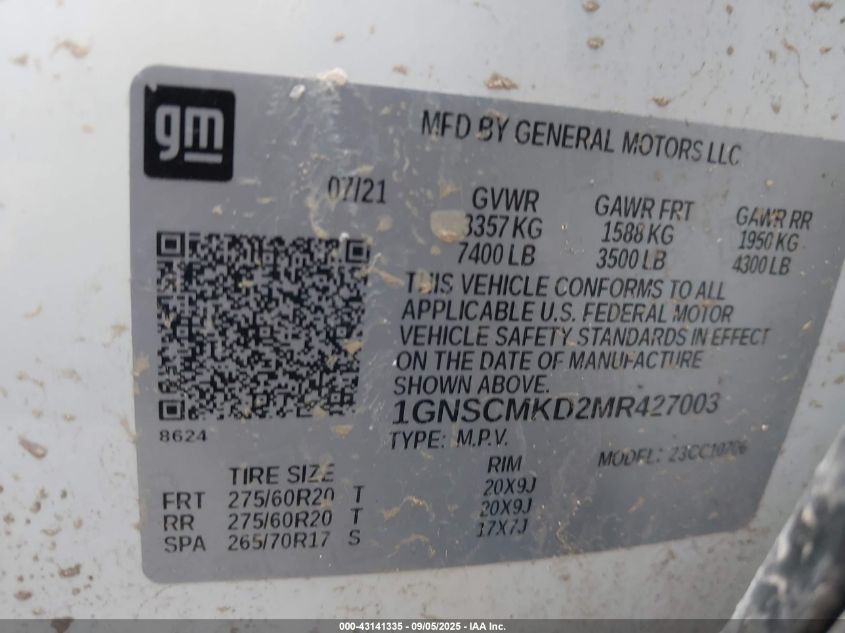 gm
MFD BY GENERAL MOTORS LLC
07/21
GVWR GAWR FRT GAWR RR
3357 KG 1588 KG 1950 KG
7400 LB 3500 LB 4300 LB
THIS VEHICLE CONFORMS TO ALL
APPLICABLE U.S. FEDERAL MOTOR
VEHICLE SAFETY STANDARDS IN EFFECT
ON THE DATE OF MANUFACTURE
SHOWN ABOVE.
1GNSCMKD2MR427003
8624
TYPE: M.P.V. MODEL: 23CC10706
TIRE SIZE RIM
FRT 275/60R20 T 20X9J
RR 275/60R20 T 20X9J
SPA 265/70R17 S 17X7J
000-43141335 - 09/05/2025 - IAA Inc.